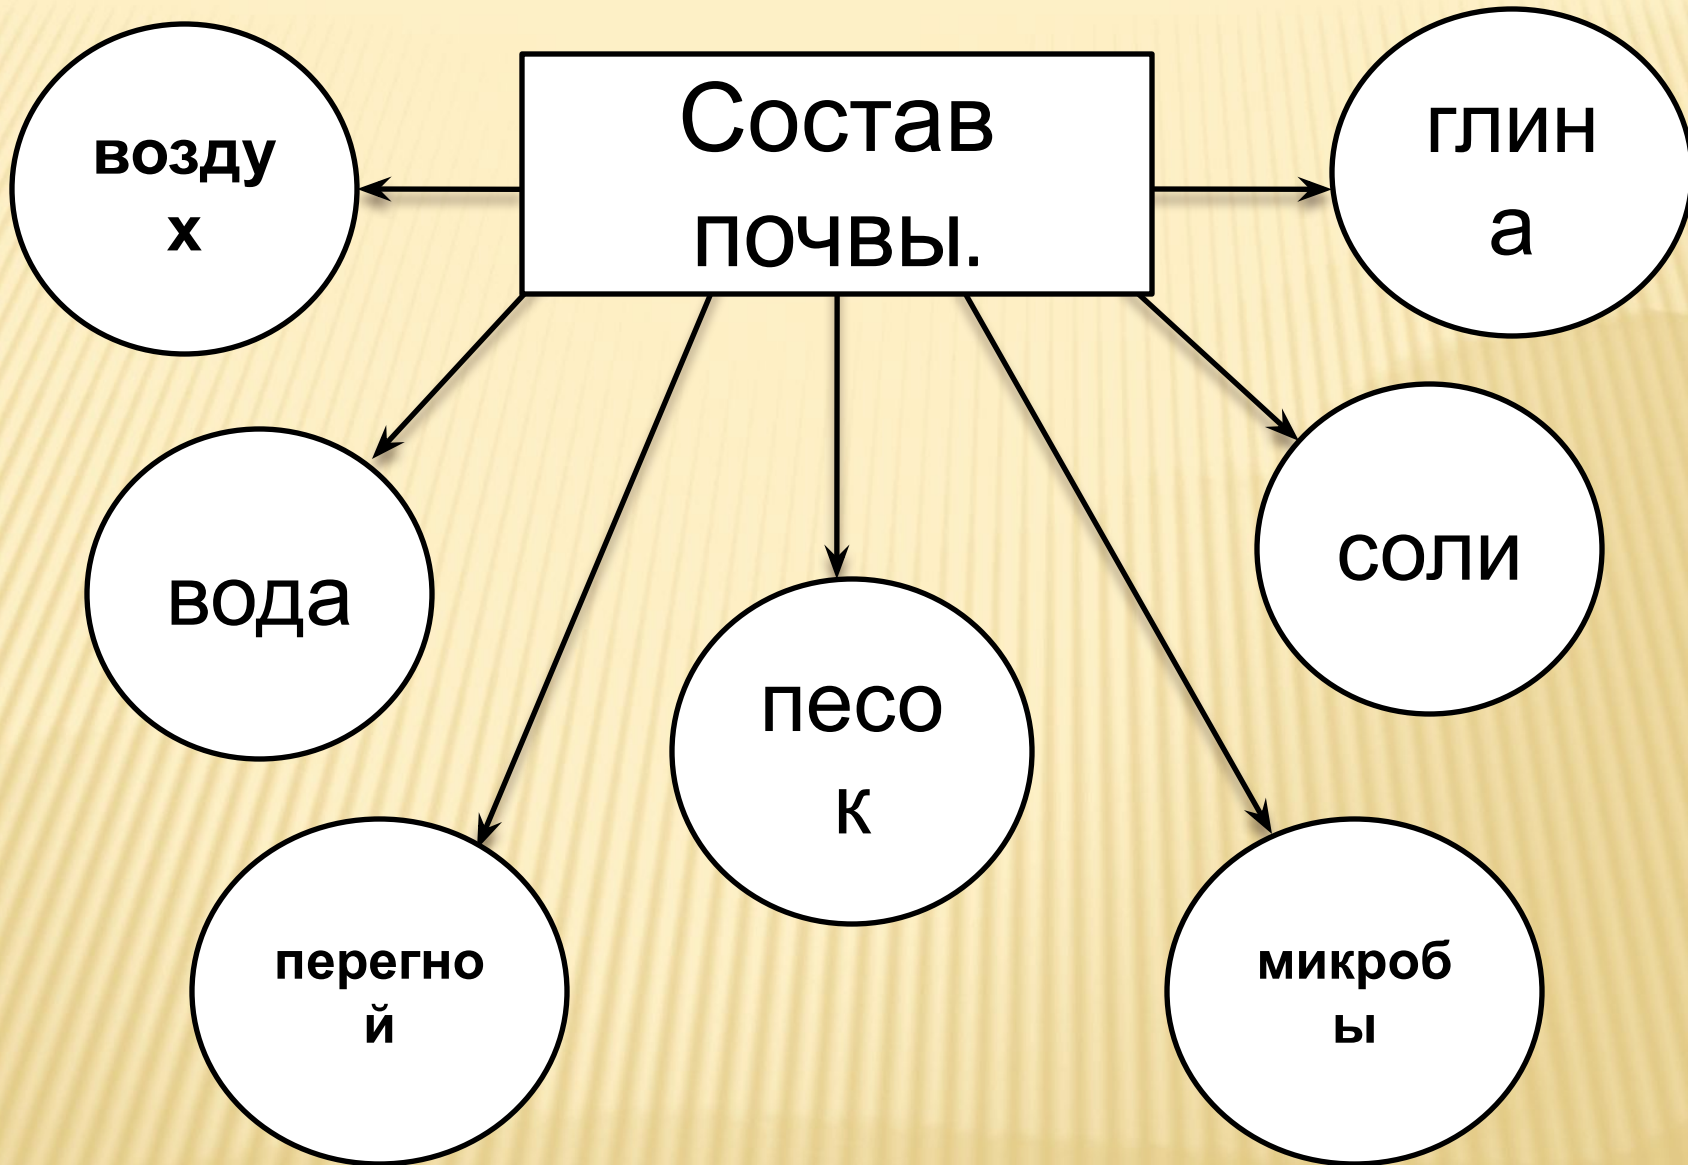 Состав
почвы.
возду
х
глин
а
вода
соли
песо
к
перегно
й
микроб
ы